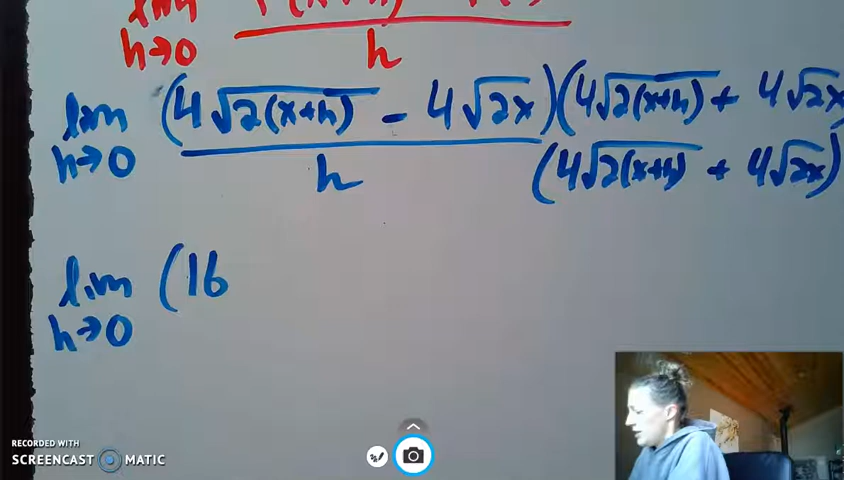 lim
h→0 h
lim (4√2(x+h) - 4√2x)(4√2(x+h) + 4√2x
h→0 h (4√2(x+h) + 4√2x)
lim (16
h→0
RECORDED WITH
SCREENCAST MATIC